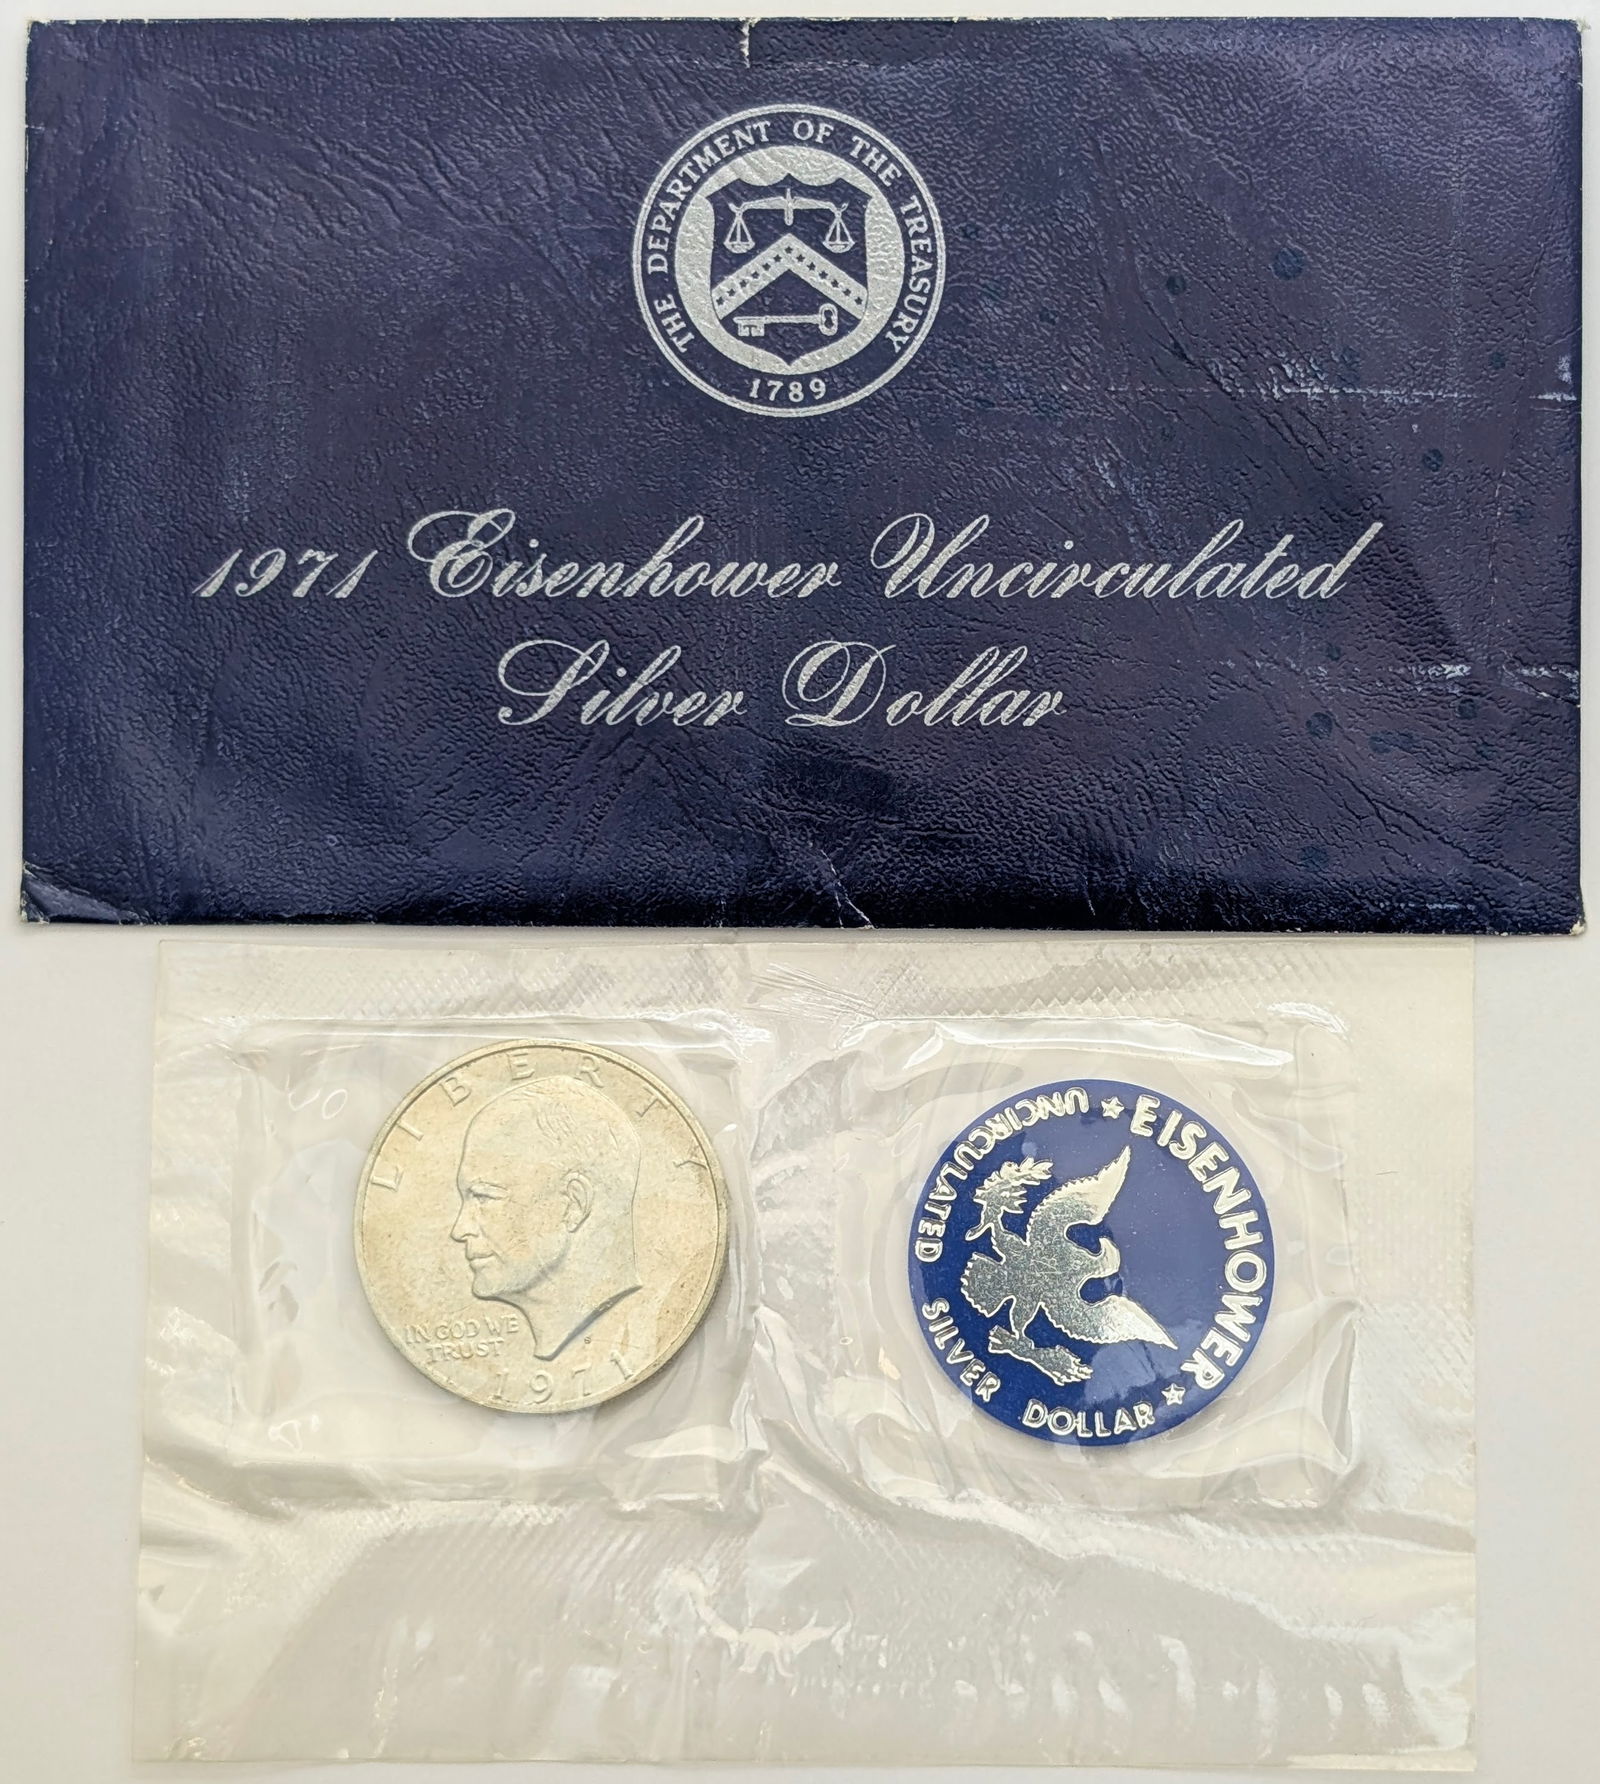 THE DEPARTMENT OF THE TREASURY
1789
1971 Eisenhower Uncirculated
Silver Dollar
LIBERTY
IN GOD WE
TRUST
S
1971
EISENHOWER
UNCIRCULATED SILVER DOLLAR